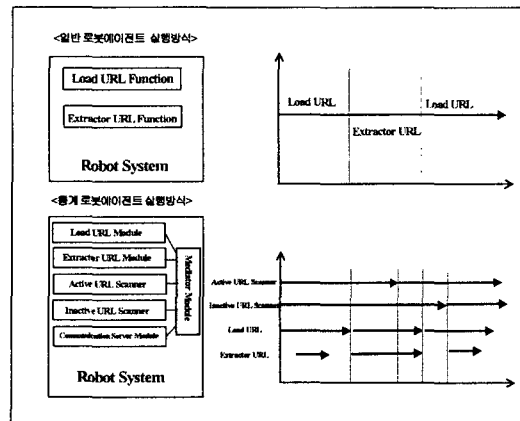 <일반 로봇에이전트 실행방식>
Load URL Function
Extractor URL Function
Robot System
Load URL
Load URL
Extractor URL
<통계 로봇에이전트 실행방식>
Load URL Module
Extracter URL Module
Active URL Scanner
Inactive URL Scanner
Communication Server Module
Mediator Module
Robot System
Active URL Scanner
Inactive URL Scanner
Load URL
Extractor URL